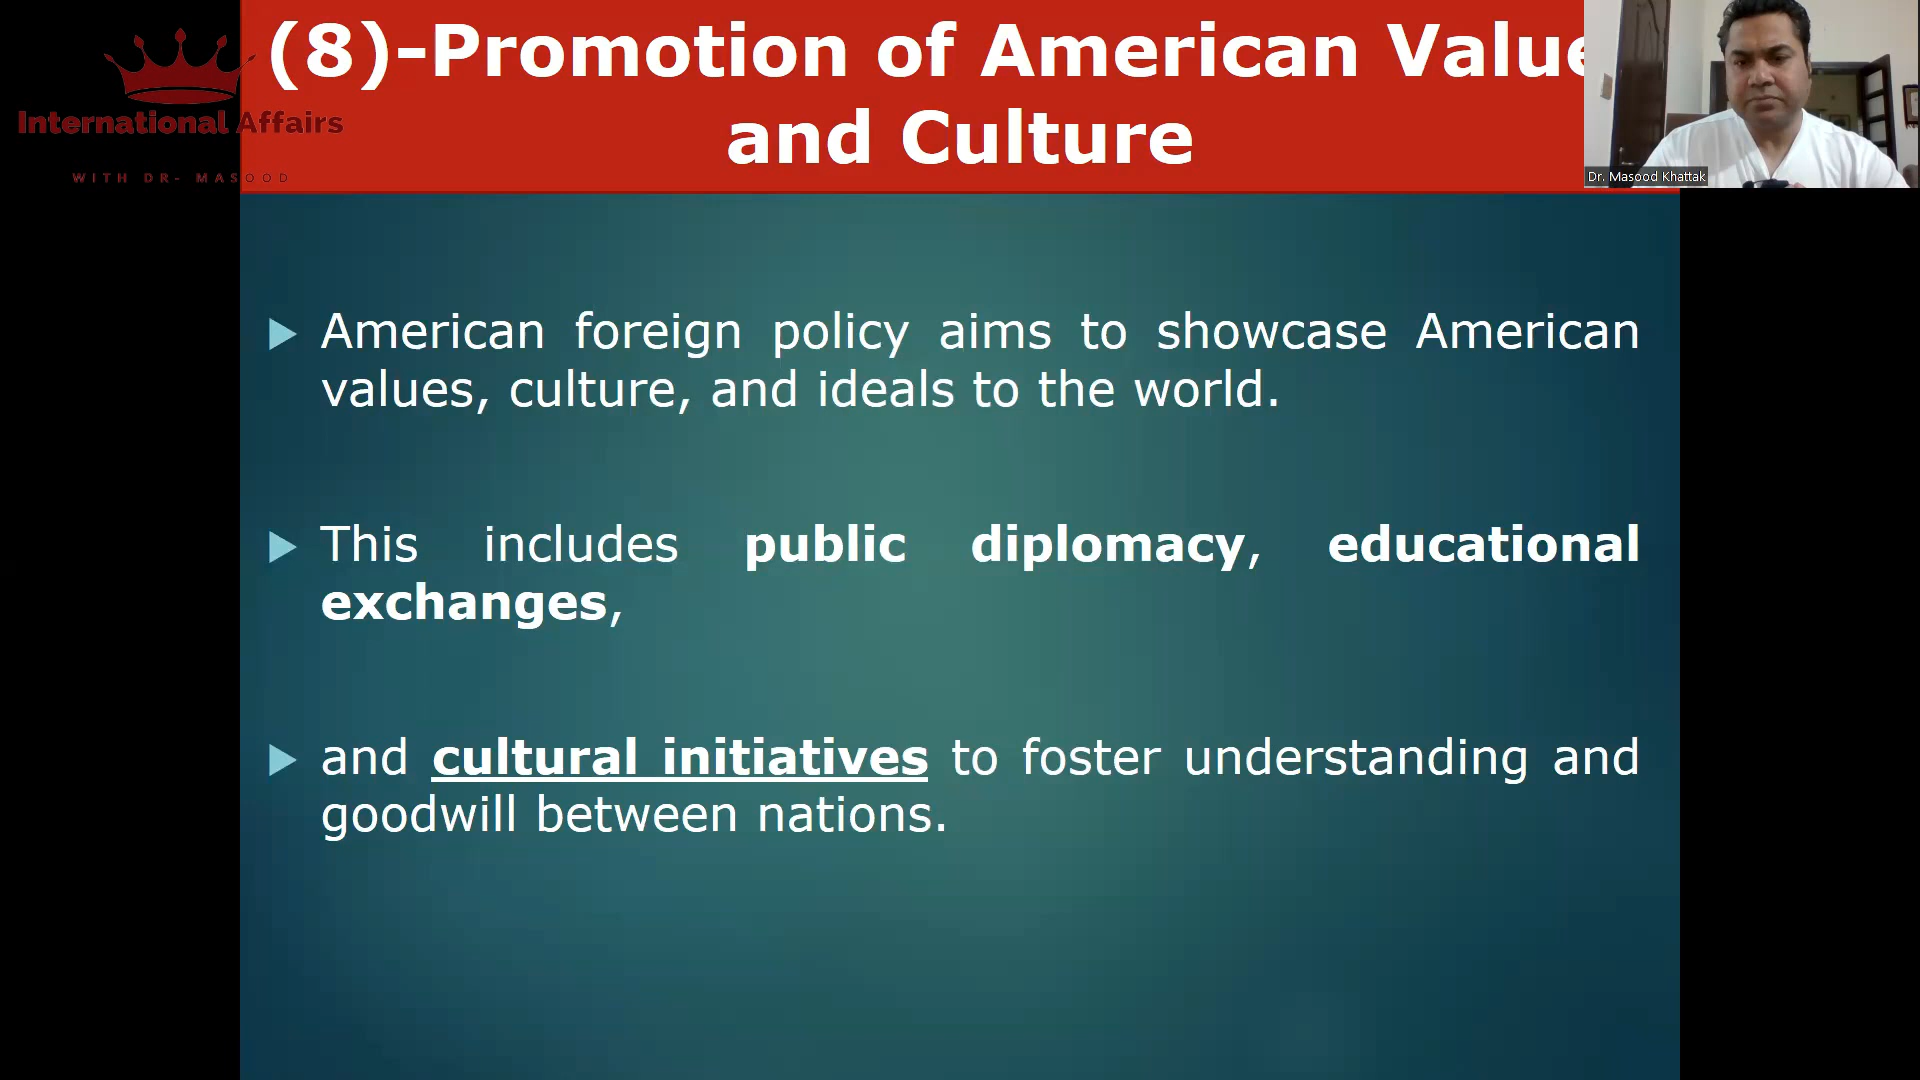 (8)-Promotion of American Value
and Culture
International Affairs
WITH DR- MASOOD
Dr. Masood Khattak
American foreign policy aims to showcase American
values, culture, and ideals to the world.
This includes public diplomacy, educational
exchanges,
and cultural initiatives to foster understanding and
goodwill between nations.